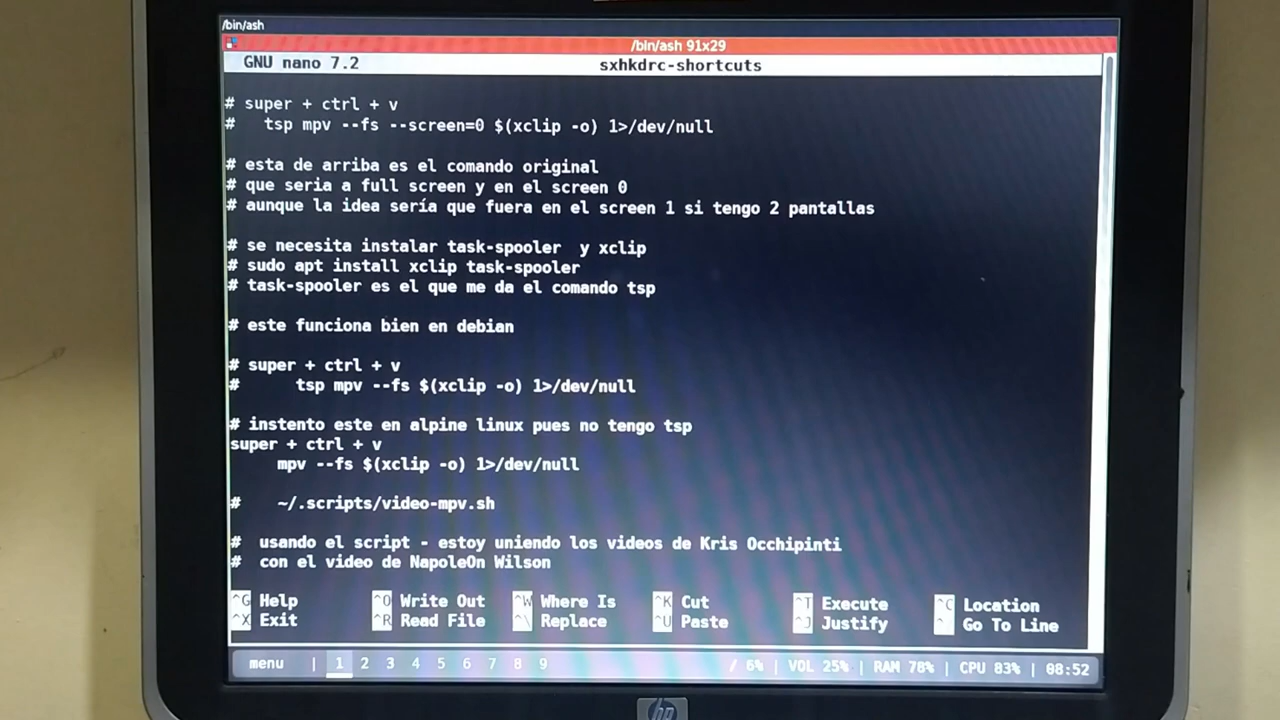 /bin/ash
/bin/ash 91x29
GNU nano 7.2 sxhkdrc-shortcuts
# super + ctrl + v
# tsp mpv --fs --screen=0 $(xclip -o) 1>/dev/null
# esta de arriba es el comando original
# que seria a full screen y en el screen 0
# aunque la idea sería que fuera en el screen 1 si tengo 2 pantallas
# se necesita instalar task-spooler y xclip
# sudo apt install xclip task-spooler
# task-spooler es el que me da el comando tsp
# este funciona bien en debian
# super + ctrl + v
# tsp mpv --fs $(xclip -o) 1>/dev/null
# instento este en alpine linux pues no tengo tsp
super + ctrl + v
mpv --fs $(xclip -o) 1>/dev/null
# ~/.scripts/video-mpv.sh
# usando el script - estoy uniendo los videos de Kris Occhipinti
# con el video de NapoleOn Wilson
^G Help ^O Write Out ^W Where Is ^K Cut ^T Execute ^C Location
^X Exit ^R Read File ^\ Replace ^U Paste ^J Justify Go To Line
menu | 1 2 3 4 5 6 7 8 9 / 6% | VOL 25% | RAM 78% | CPU 83% | 08:52
hp